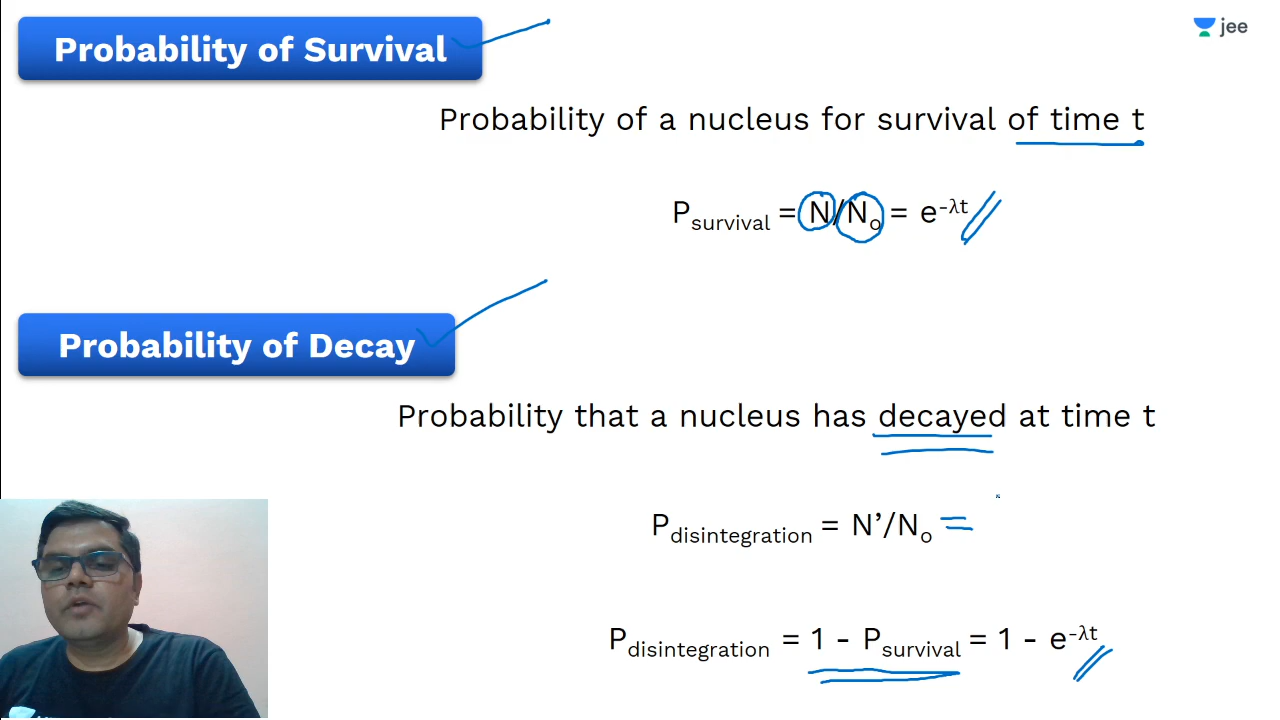 Probability of Survival
jee
Probability of a nucleus for survival of time t
Psurvival = N/No = e-λt
Probability of Decay
Probability that a nucleus has decayed at time t
Pdisintegration = N’/No =
Pdisintegration = 1 - Psurvival = 1 - e-λt